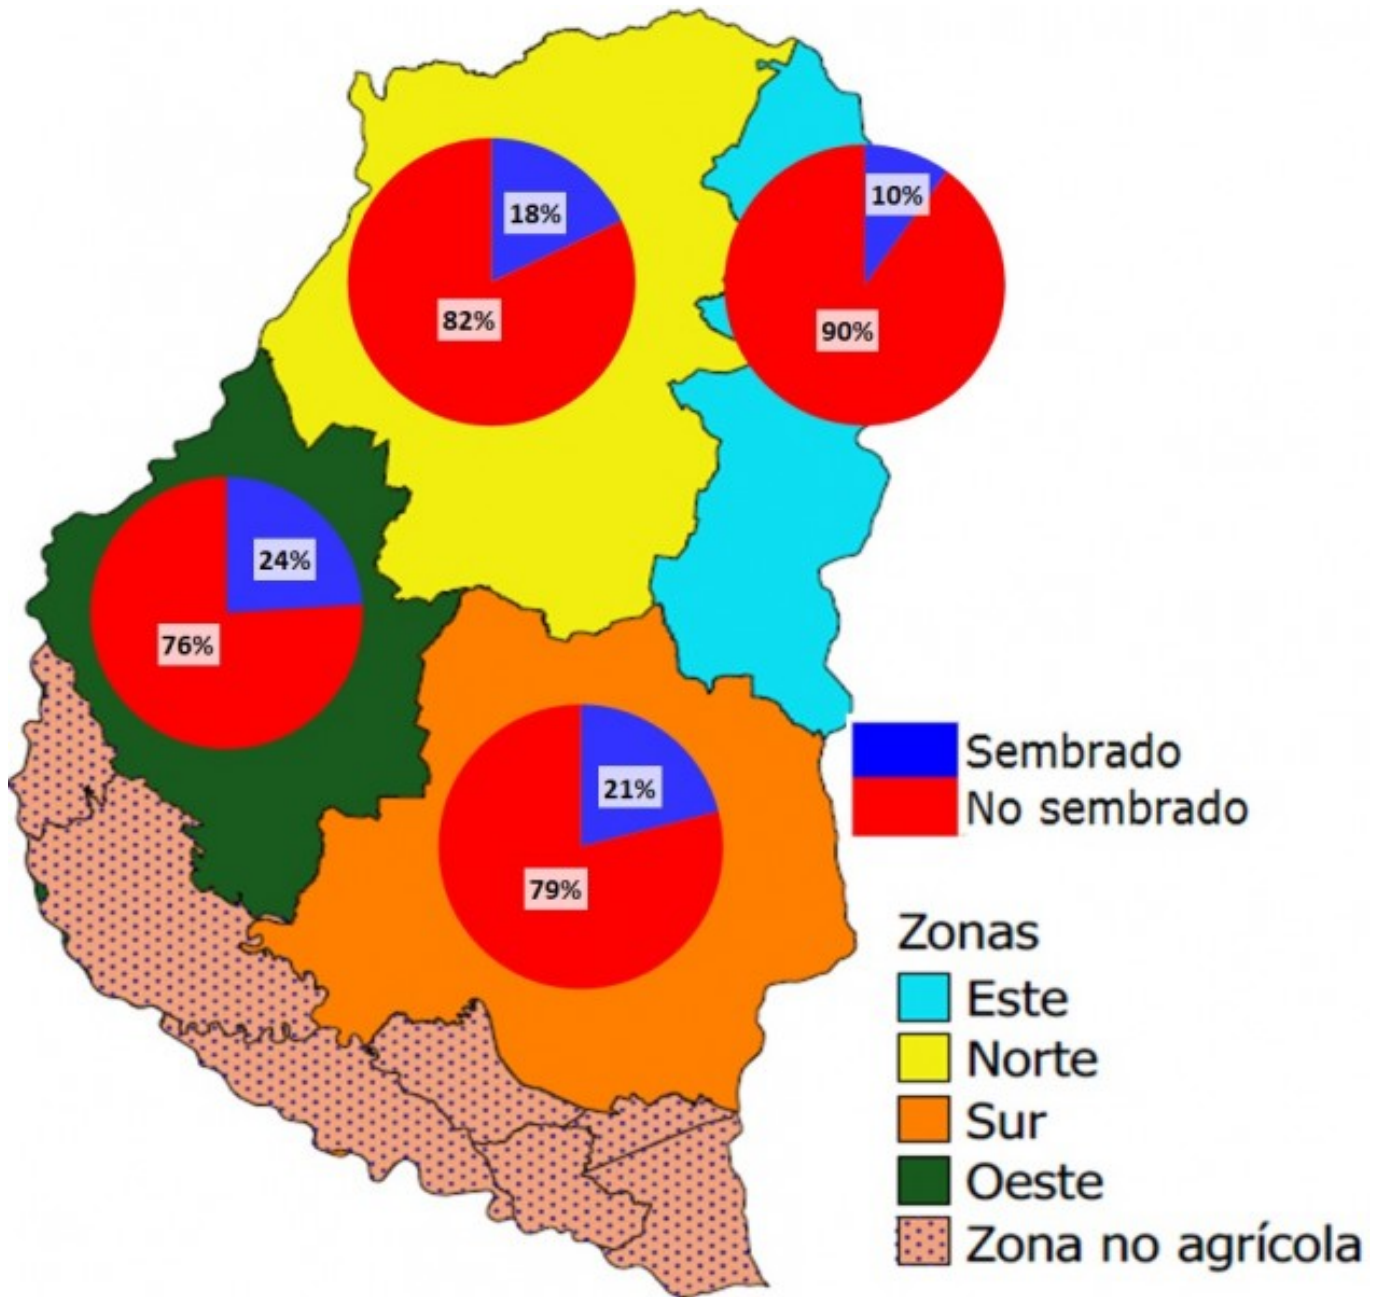 18%
82%
10%
90%
24%
76%
21%
79%
Sembrado
No sembrado
Zonas
Este
Norte
Sur
Oeste
Zona no agrícola